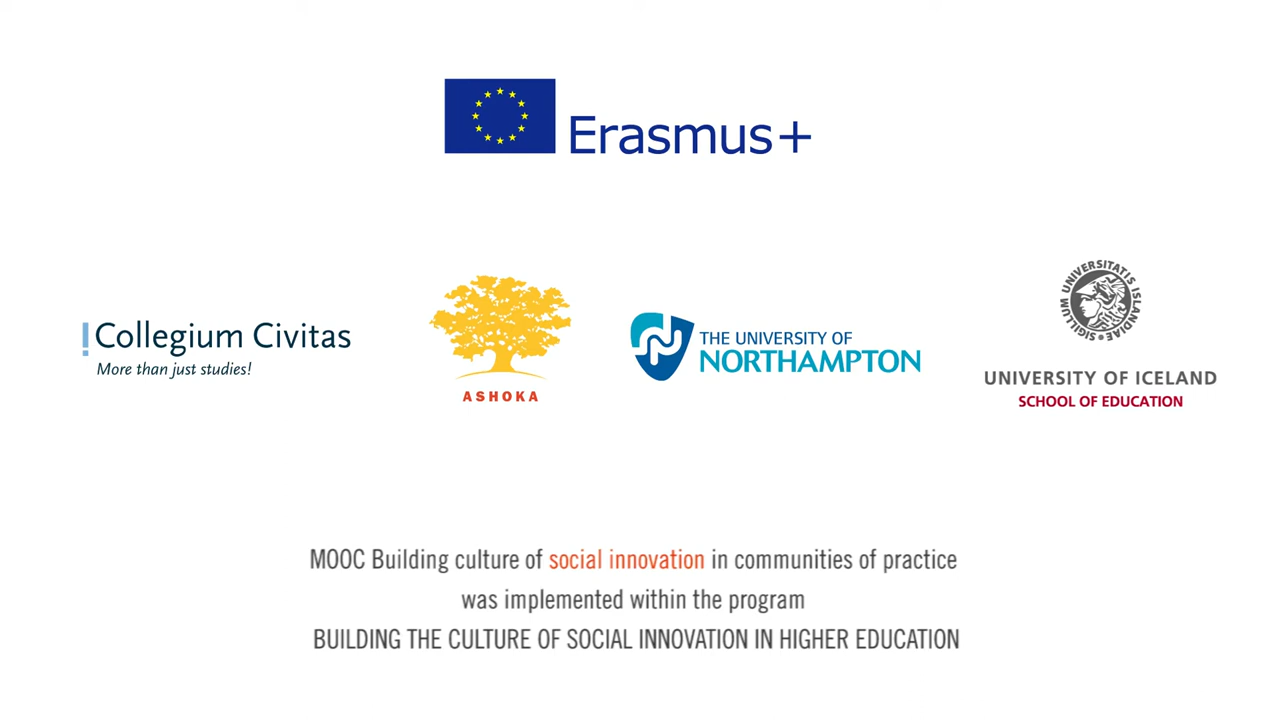 Erasmus+
Collegium Civitas
More than just studies!
ASHOKA
THE UNIVERSITY OF
NORTHAMPTON
SIGILLUM UNIVERSITATIS ISLANDIAE
UNIVERSITY OF ICELAND
SCHOOL OF EDUCATION
MOOC Building culture of social innovation in communities of practice
was implemented within the program
BUILDING THE CULTURE OF SOCIAL INNOVATION IN HIGHER EDUCATION